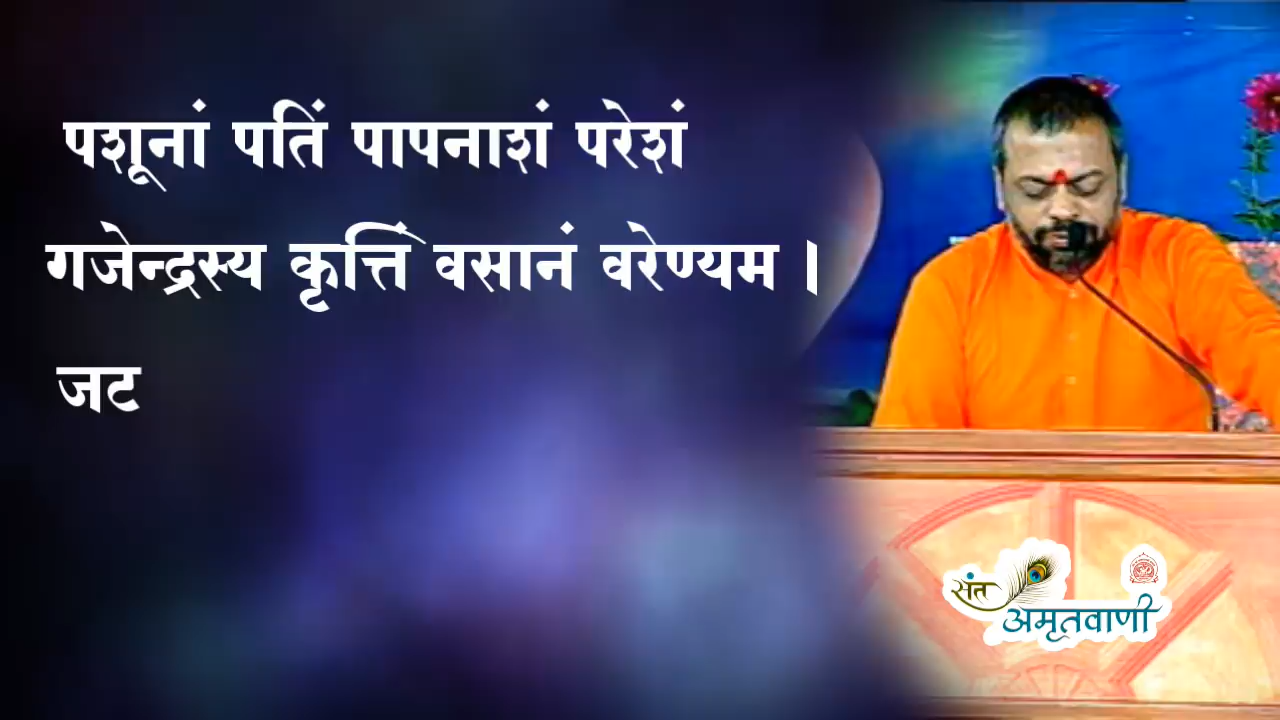 पशूनां पतिं पापनाशं परेशं
गजेन्द्रस्य कृत्तिं वसानं वरेण्यम ।
जट
संत
अमृतवाणी